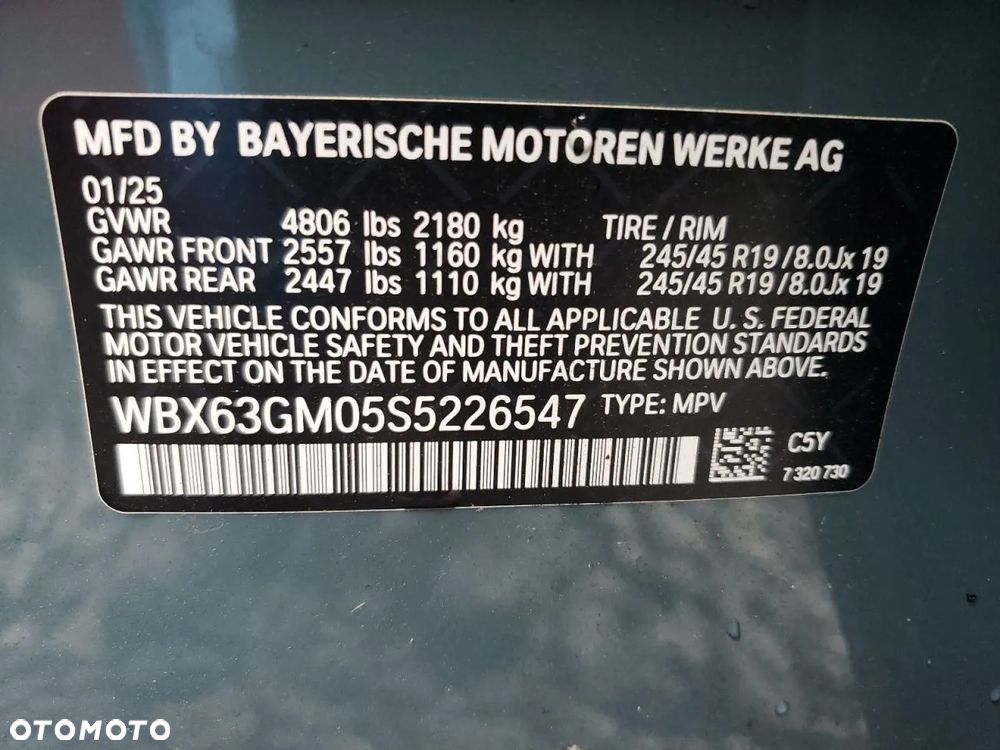 MFD BY BAYERISCHE MOTOREN WERKE AG
01/25
GVWR 4806 lbs 2180 kg TIRE / RIM
GAWR FRONT 2557 lbs 1160 kg WITH 245/45 R19 / 8.0Jx 19
GAWR REAR 2447 lbs 1110 kg WITH 245/45 R19 / 8.0Jx 19
THIS VEHICLE CONFORMS TO ALL APPLICABLE U. S. FEDERAL
MOTOR VEHICLE SAFETY AND THEFT PREVENTION STANDARDS
IN EFFECT ON THE DATE OF MANUFACTURE SHOWN ABOVE.
WBX63GM05S5226547 TYPE: MPV
C5Y
7 320 730
OTOMOTO